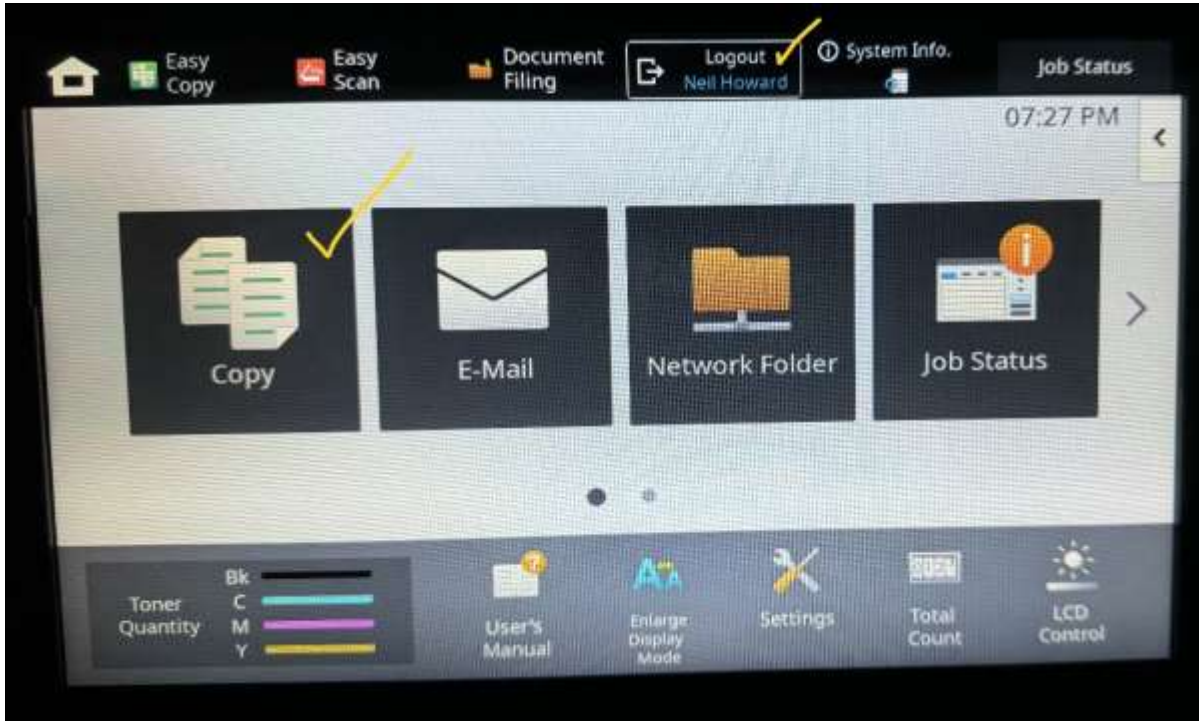 Easy
Copy
Easy
Scan
Document
Filing
Logout
Neil Howard
System Info.
Job Status
07:27 PM
Copy
E-Mail
Network Folder
Job Status
Toner
Quantity
Bk
C
M
Y
User's
Manual
Enlarge
Display
Mode
Settings
Total
Count
LCD
Control